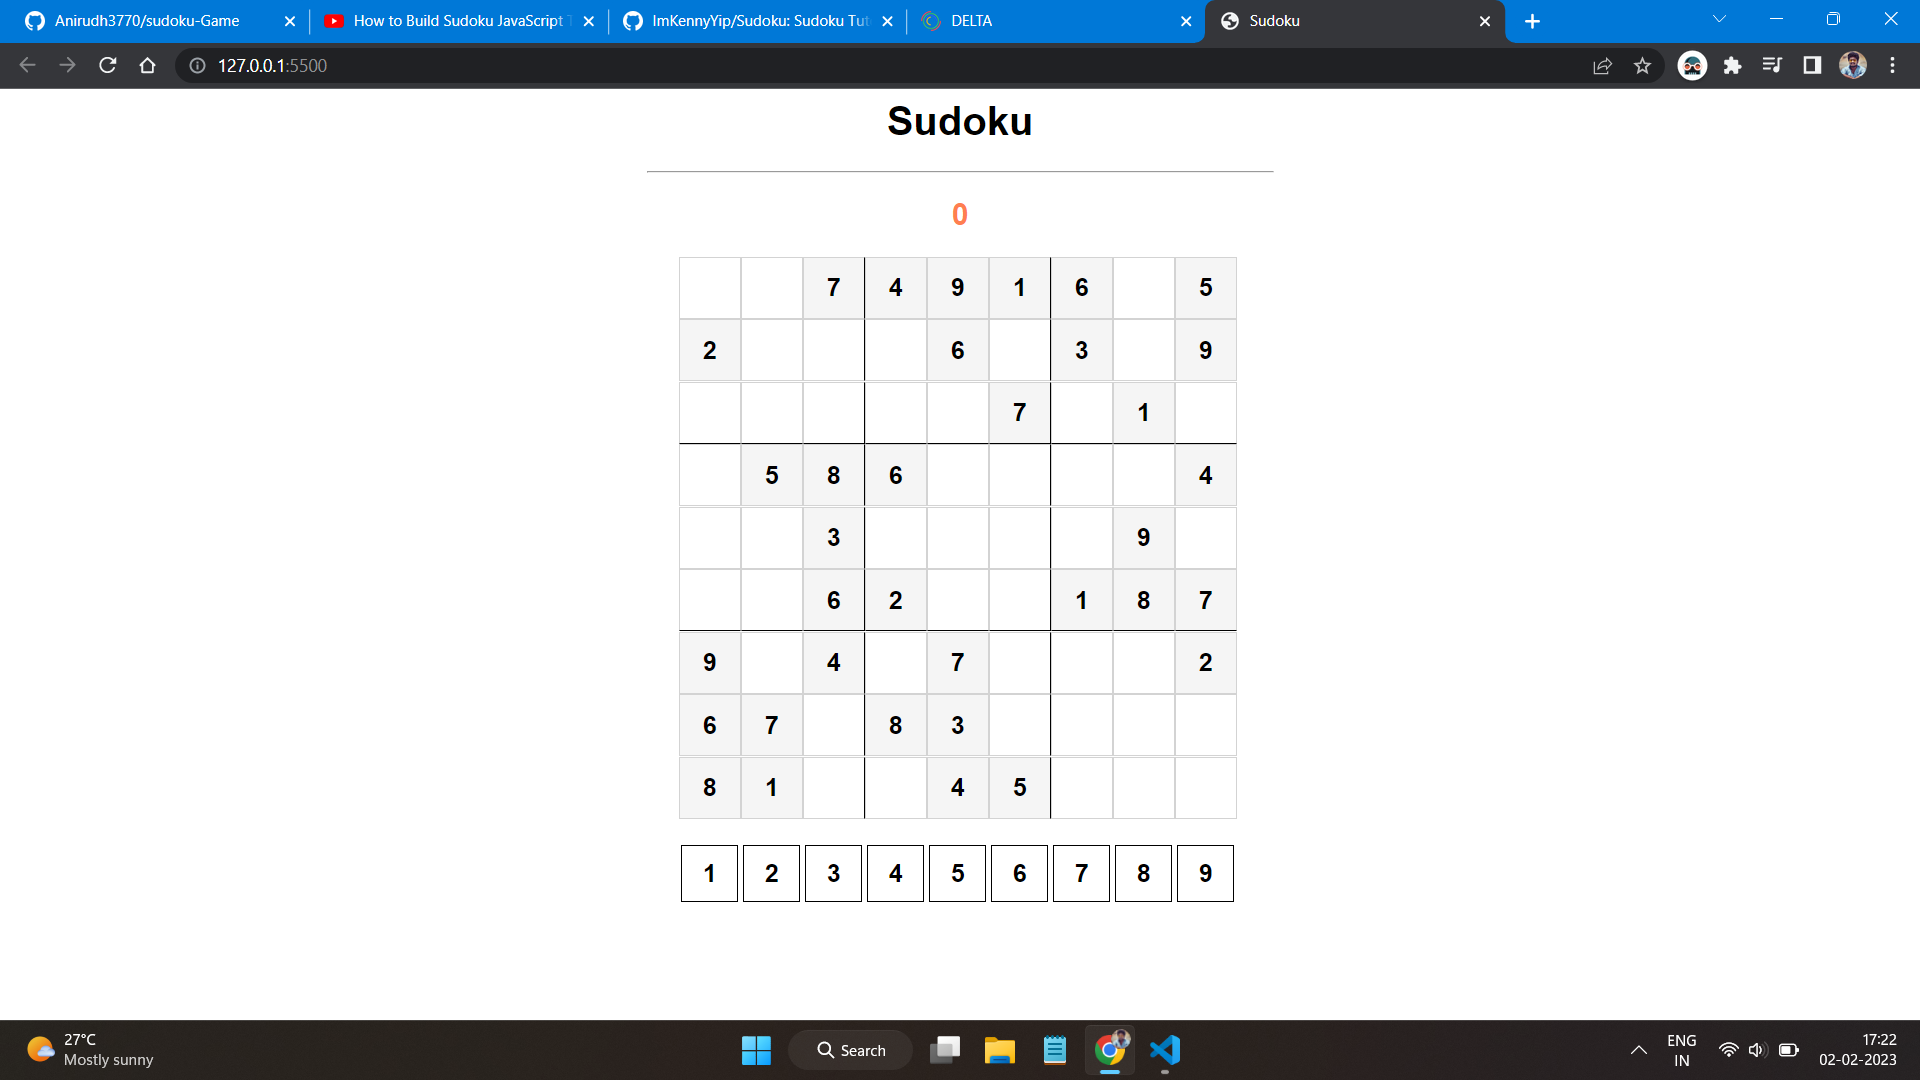 Anirudh3770/sudoku-Game How to Build Sudoku JavaScript ImKennyYip/Sudoku: Sudoku Tut DELTA Sudoku
127.0.0.1:5500
Sudoku
0
7 4 9 1 6 5
2 6 3 9
7 1
5 8 6 4
3 9
6 2 1 8 7
9 4 7 2
6 7 8 3
8 1 4 5
1 2 3 4 5 6 7 8 9
27°C
Mostly sunny
Search
ENG
IN
17:22
02-02-2023